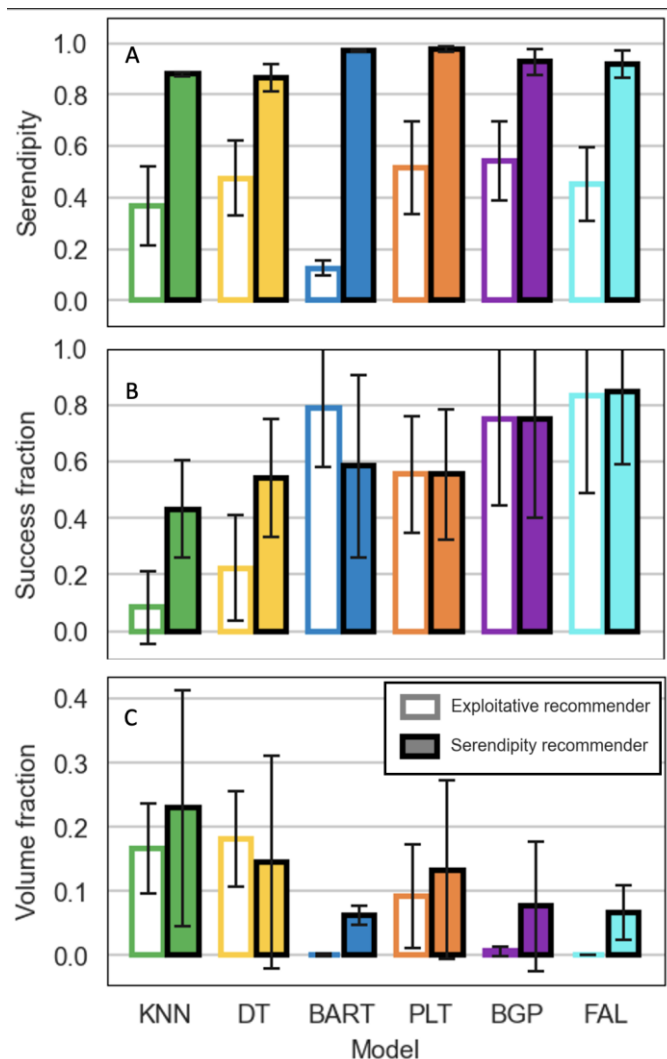 A
1.0
0.8
0.6
0.4
0.2
0.0
Serendipity
B
1.0
0.8
0.6
0.4
0.2
0.0
Success fraction
C
0.4
0.3
0.2
0.1
0.0
Volume fraction
Exploitative recommender
Serendipity recommender
KNN DT BART PLT BGP FAL
Model